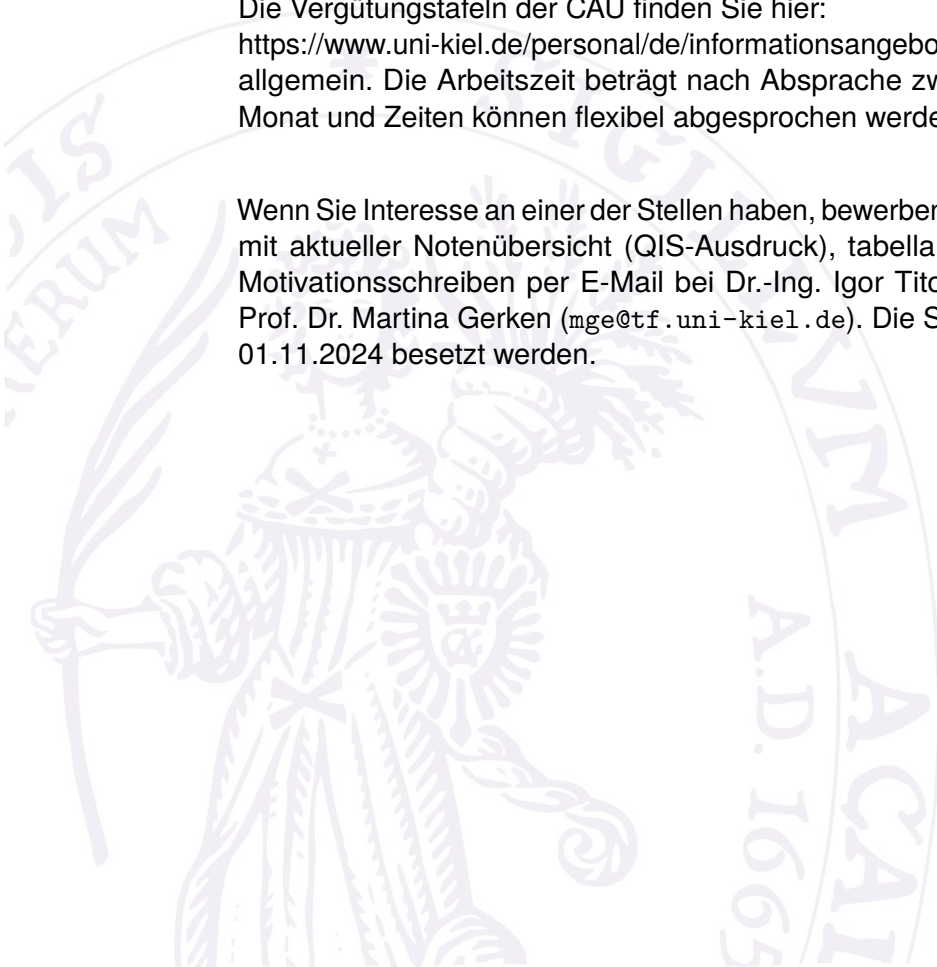 Die Vergütungstafeln der CAU finden Sie hier:
https://www.uni-kiel.de/personal/de/informationsangebo
allgemein. Die Arbeitszeit beträgt nach Absprache zw
Monat und Zeiten können flexibel abgesprochen werde
Wenn Sie Interesse an einer der Stellen haben, bewerben
mit aktueller Notenübersicht (QIS-Ausdruck), tabella
Motivationsschreiben per E-Mail bei Dr.-Ing. Igor Tito
Prof. Dr. Martina Gerken (mge@tf.uni-kiel.de). Die S
01.11.2024 besetzt werden.
SIGILLVM ACAD
A.D. 1665